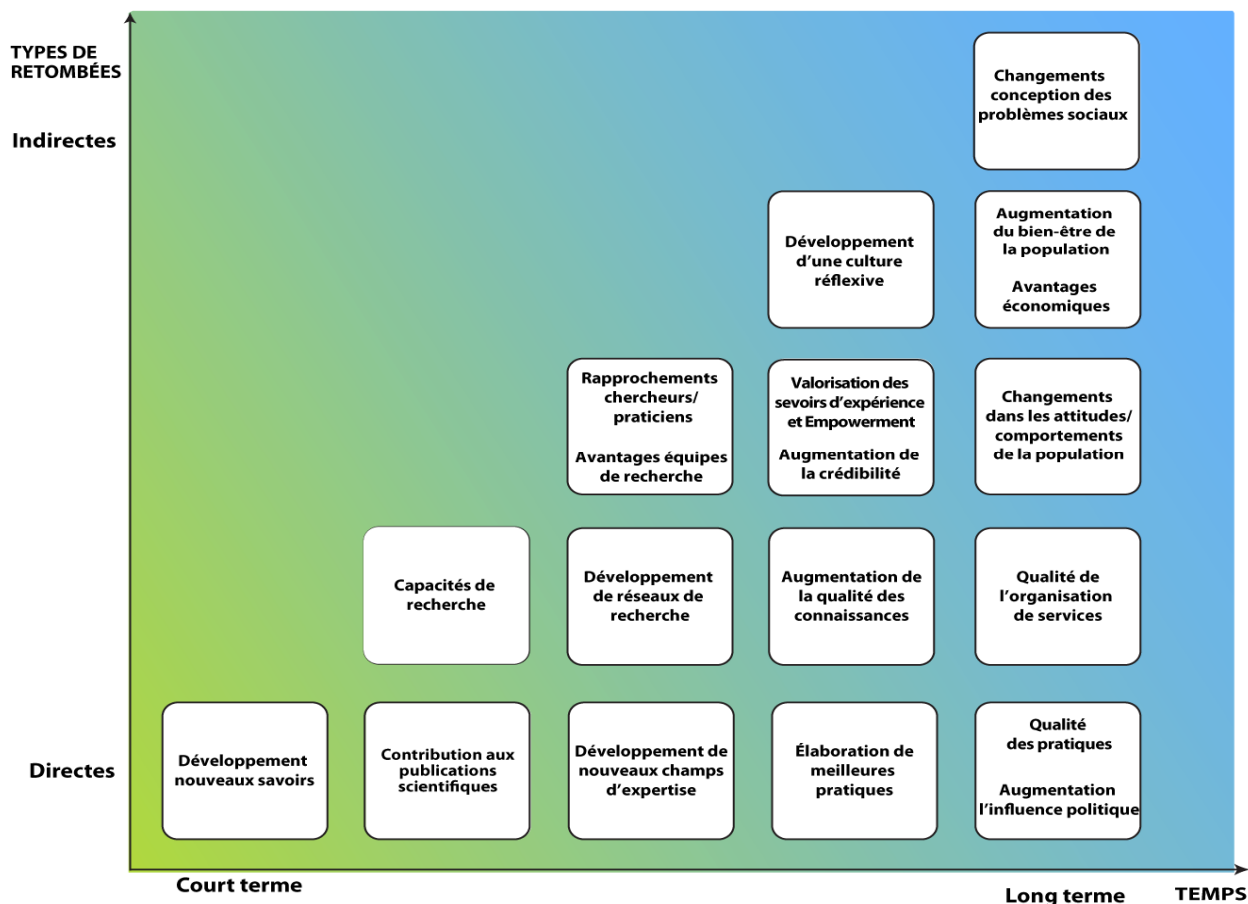 TYPES DE
RETOMBÉES
Indirectes
Changements
conception des
problèmes sociaux
Développement
d'une culture
réflexive
Augmentation
du bien-être de
la population
Avantages
économiques
Rapprochements
chercheurs/
praticiens
Avantages équipes
de recherche
Valorisation des
sevoirs d'expérience
et Empowerment
Augmentation de
la crédibilité
Changements
dans les attitudes/
comportements
de la population
Capacités de
recherche
Développement
de réseaux de
recherche
Augmentation de
la qualité des
connaissances
Qualité de
l'organisation
de services
Directes
Développement
nouveaux savoirs
Contribution aux
publications
scientifiques
Développement de
nouveaux champs
d'expertise
Élaboration de
meilleures
pratiques
Qualité
des pratiques
Augmentation
l'influence politique
Court terme
Long terme
TEMPS